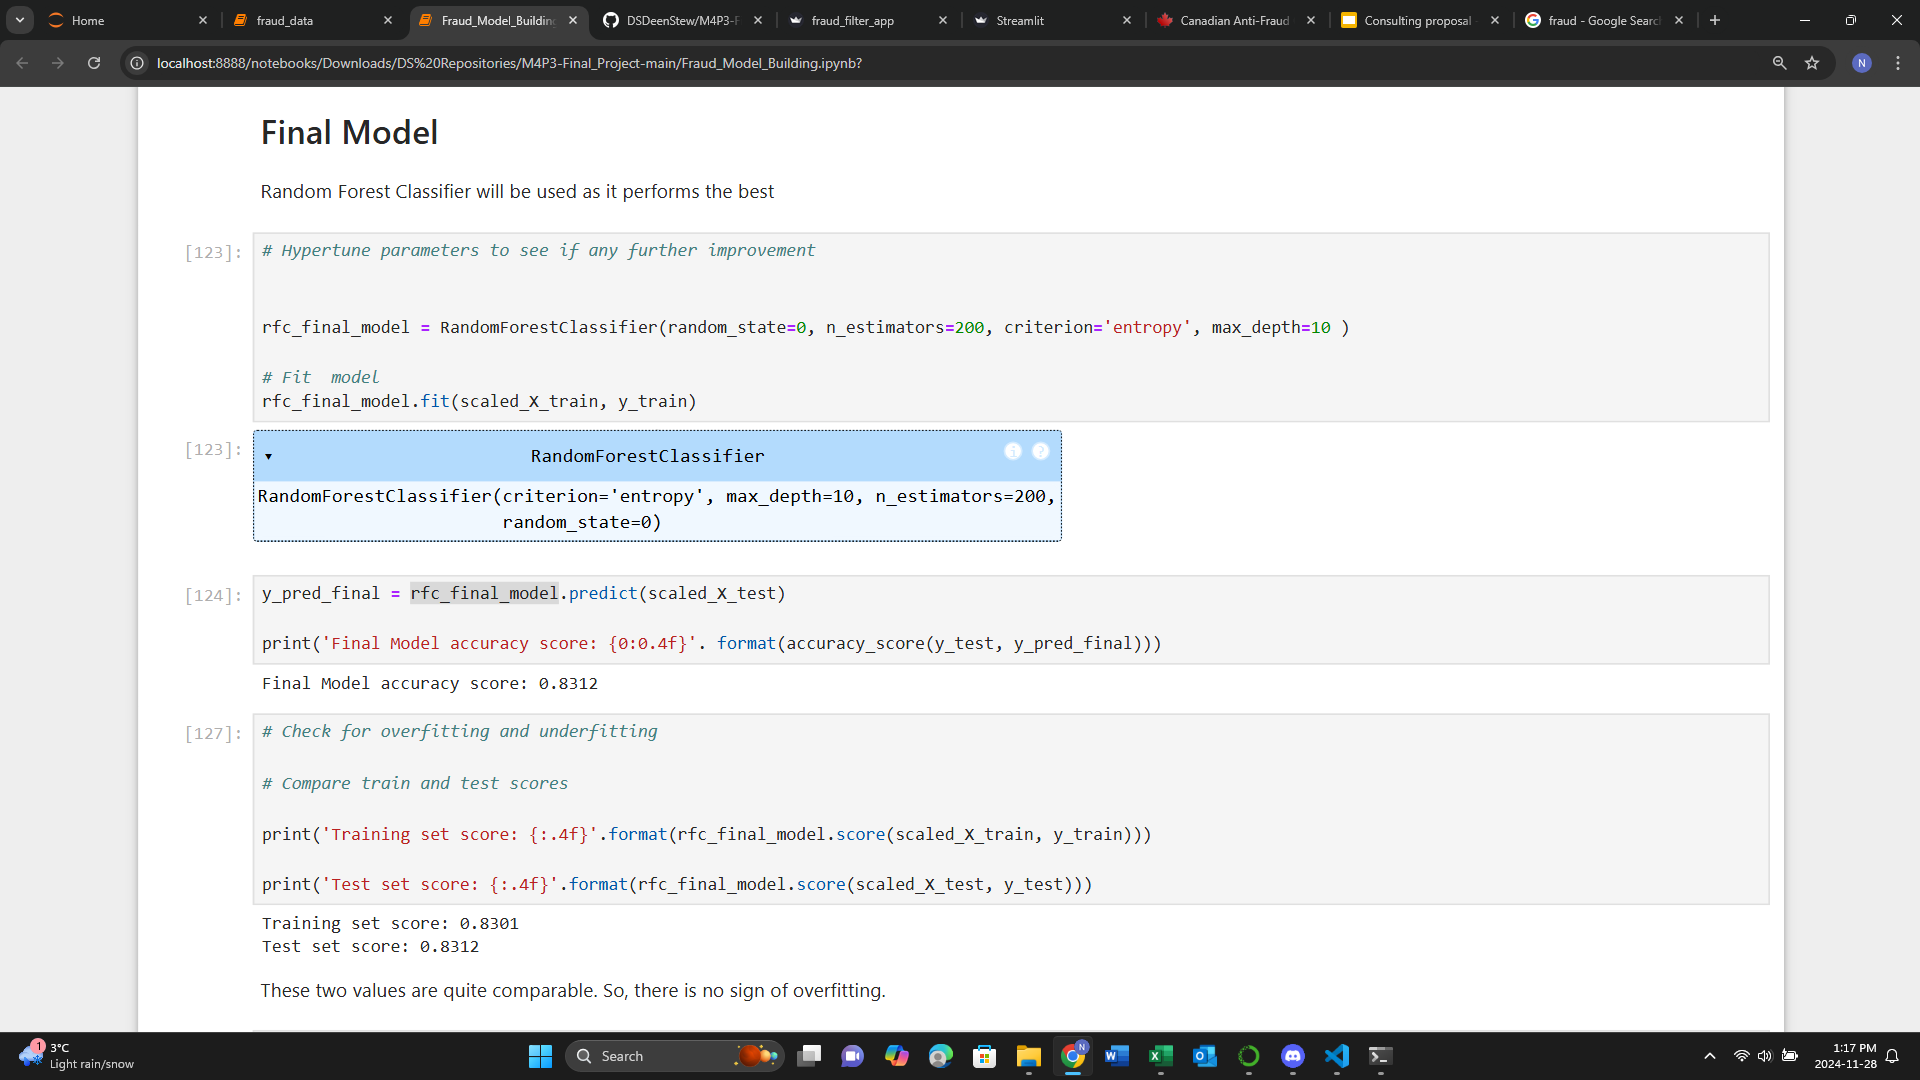 Home
fraud_data
Fraud_Model_Building
DSDeenStew/M4P3-F
fraud_filter_app
Streamlit
Canadian Anti-Fraud
Consulting proposal
fraud - Google Searc
localhost:8888/notebooks/Downloads/DS%20Repositories/M4P3-Final_Project-main/Fraud_Model_Building.ipynb?
N
Final Model
Random Forest Classifier will be used as it performs the best
[123]:
# Hypertune parameters to see if any further improvement
rfc_final_model = RandomForestClassifier(random_state=0, n_estimators=200, criterion='entropy', max_depth=10 )
# Fit  model
rfc_final_model.fit(scaled_X_train, y_train)
[123]:
RandomForestClassifier
i ?
RandomForestClassifier(criterion='entropy', max_depth=10, n_estimators=200,
random_state=0)
[124]:
y_pred_final = rfc_final_model.predict(scaled_X_test)
print('Final Model accuracy score: {0:0.4f}'. format(accuracy_score(y_test, y_pred_final)))
Final Model accuracy score: 0.8312
[127]:
# Check for overfitting and underfitting
# Compare train and test scores
print('Training set score: {:.4f}'.format(rfc_final_model.score(scaled_X_train, y_train)))
print('Test set score: {:.4f}'.format(rfc_final_model.score(scaled_X_test, y_test)))
Training set score: 0.8301
Test set score: 0.8312
These two values are quite comparable. So, there is no sign of overfitting.
1
3°C
Light rain/snow
Search
N
1:17 PM
2024-11-28